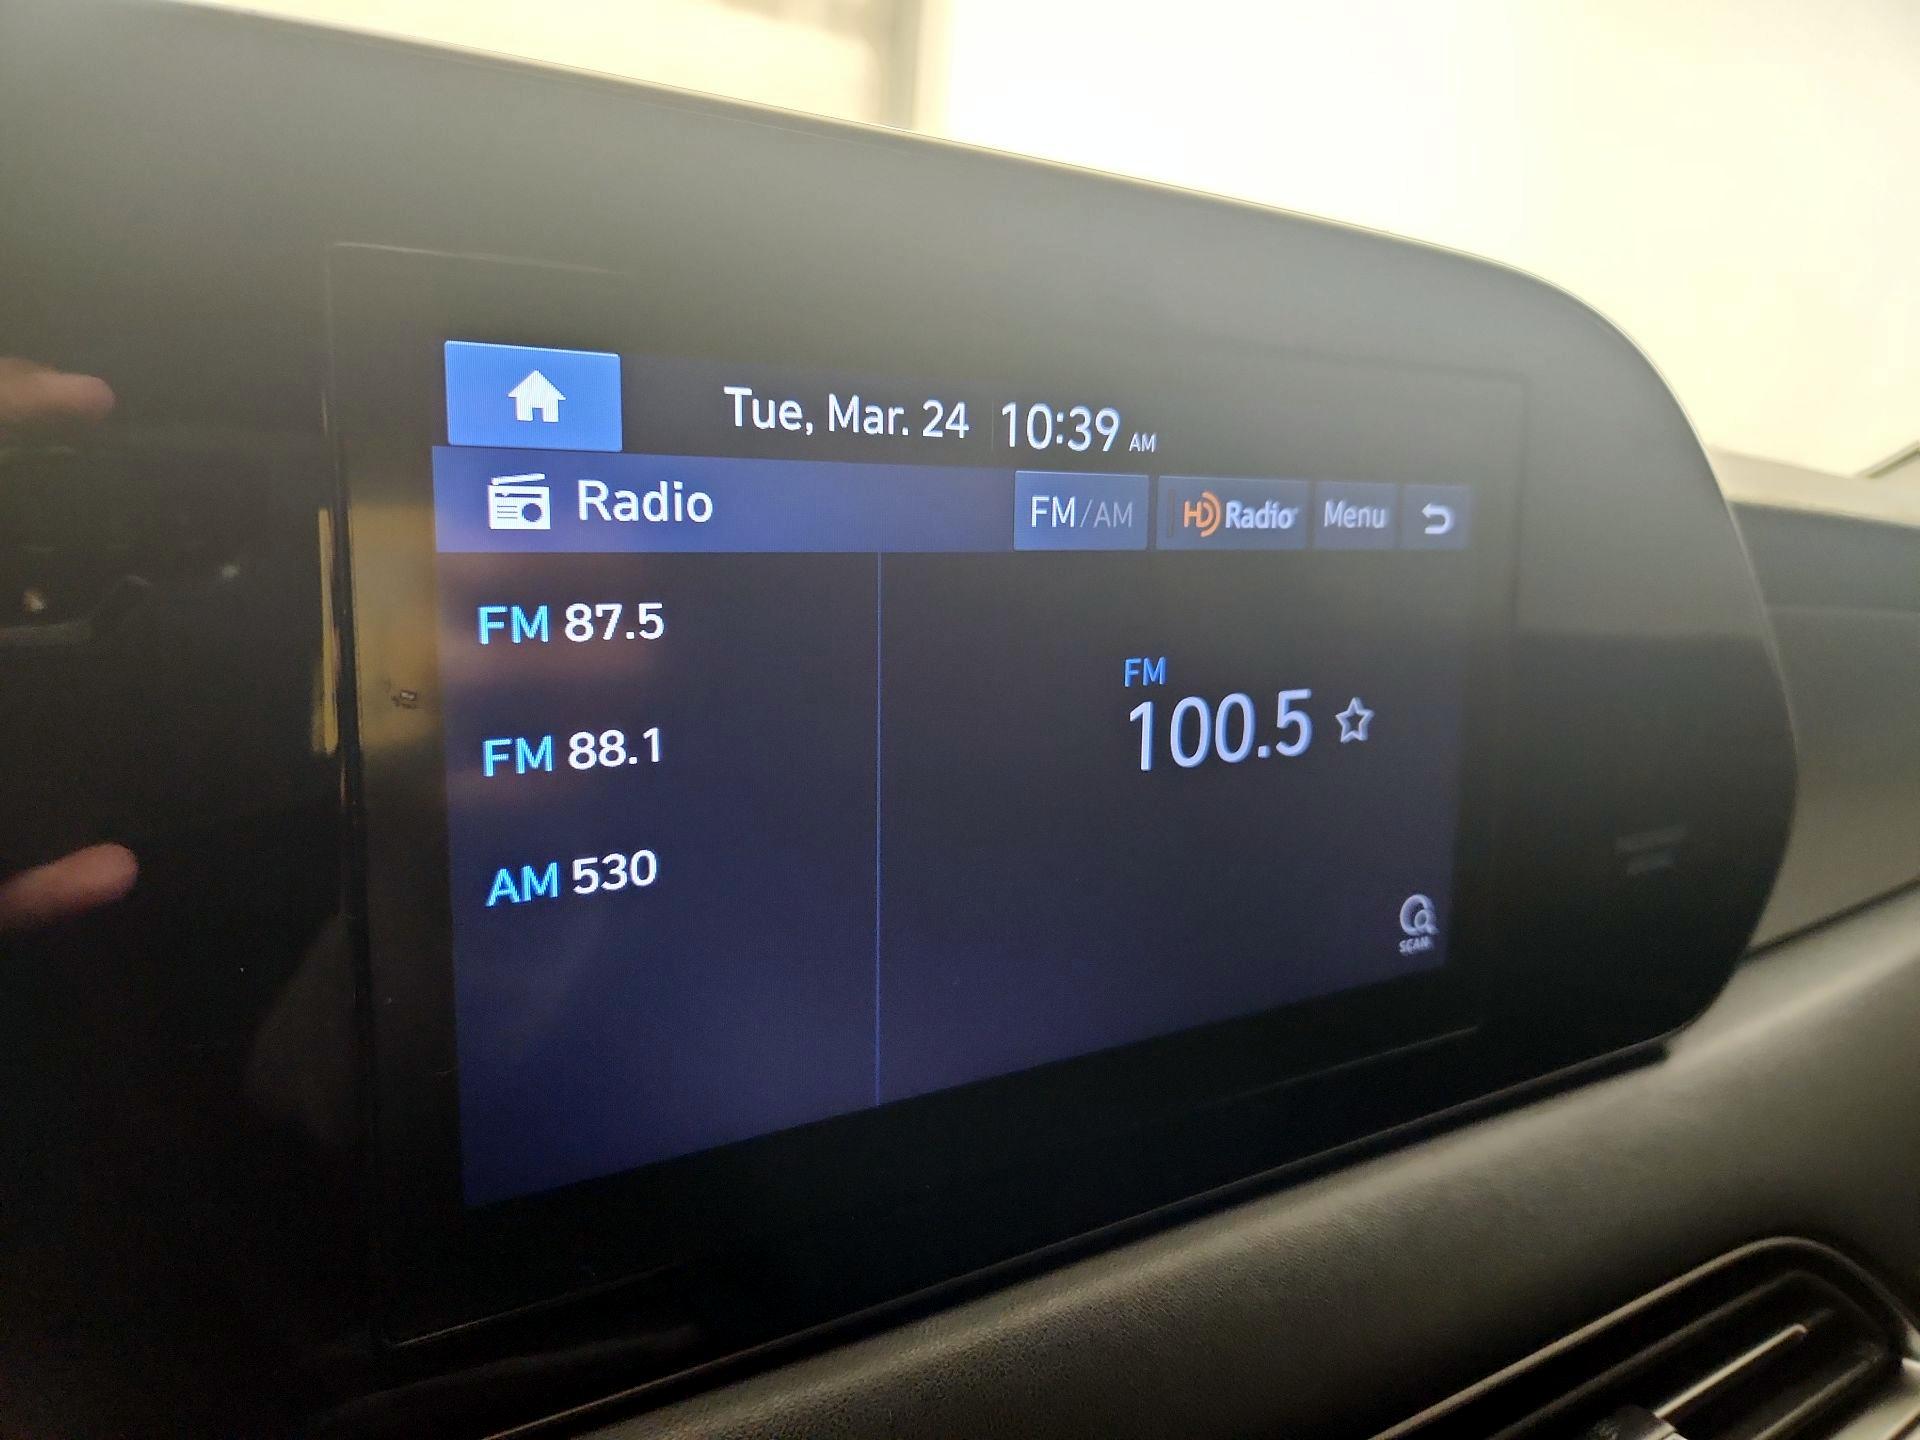 Tue, Mar. 24 10:39 AM
Radio FM/AM HD Radio Menu
FM 87.5
FM 88.1
AM 530
FM
100.5
SCAN